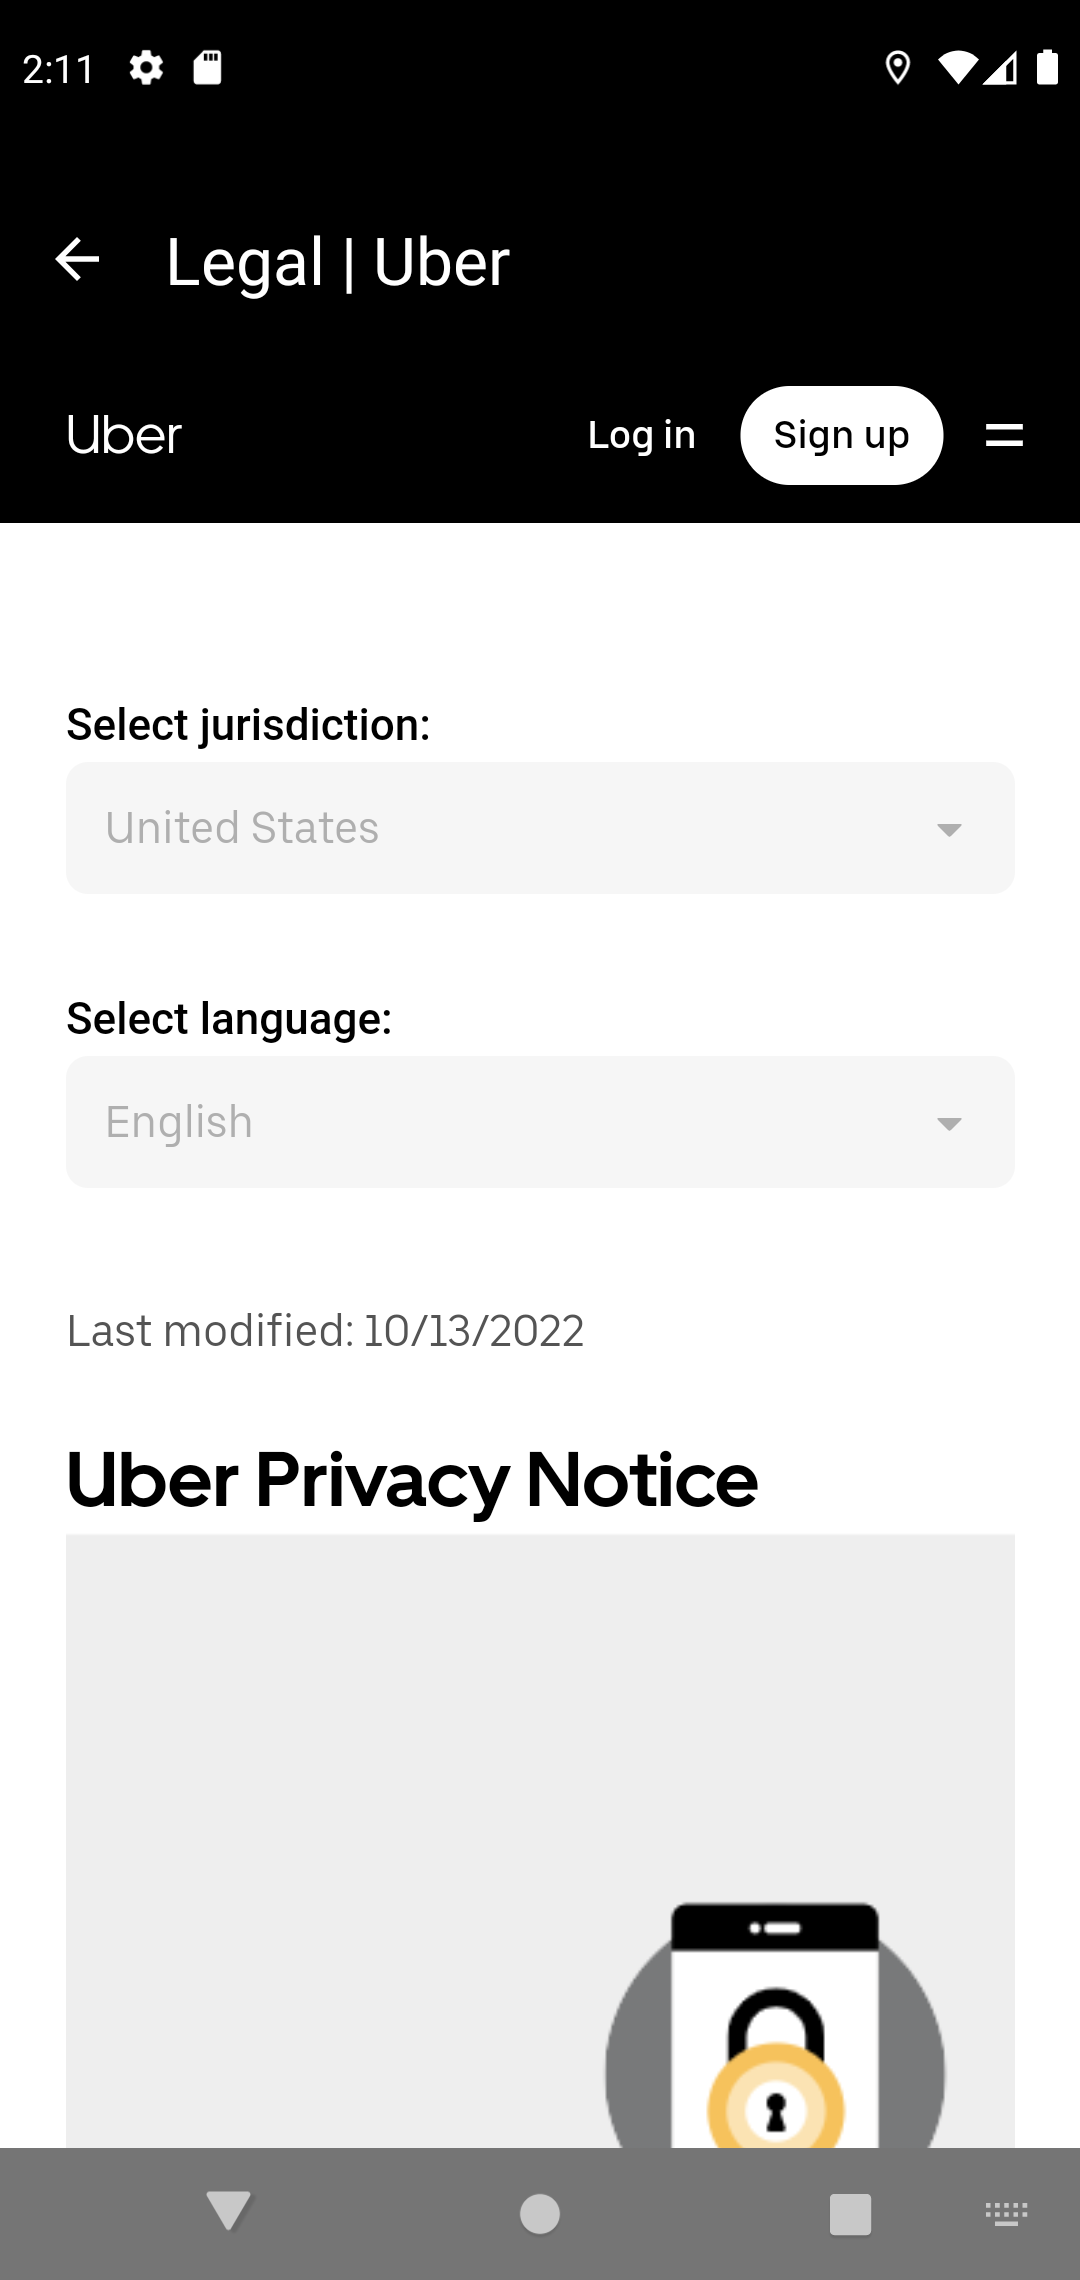 2:11
Legal | Uber
Uber
Log in
Sign up
Select jurisdiction:
United States
Select language:
English
Last modified: 10/13/2022
Uber Privacy Notice